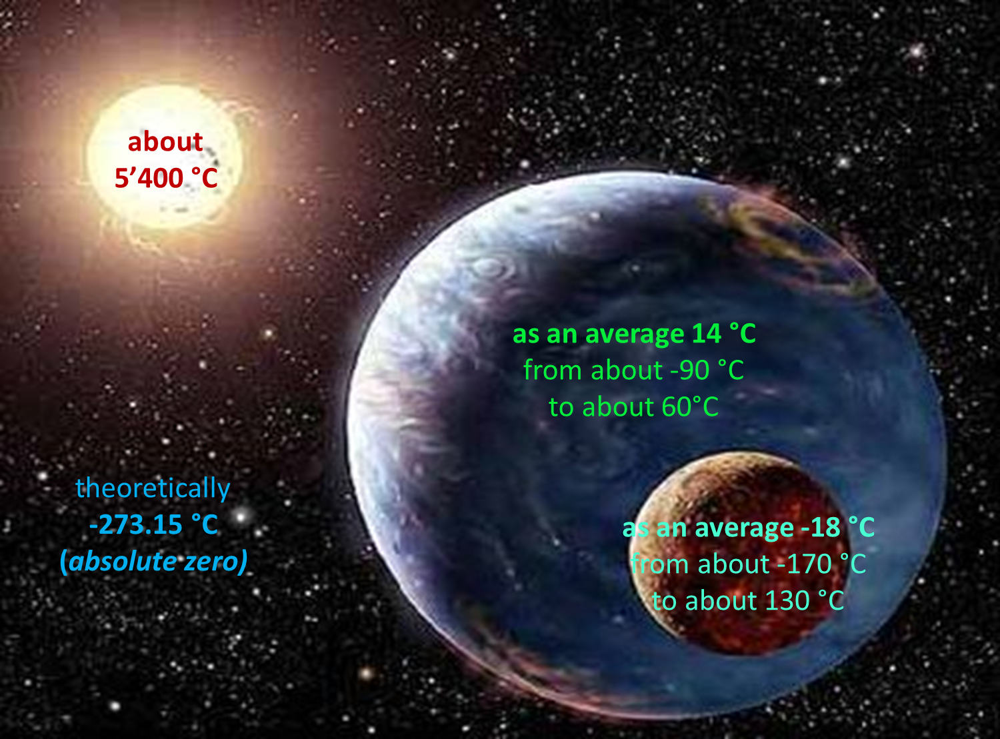 about
5’400 °C
as an average 14 °C
from about -90 °C
to about 60°C
theoretically
-273.15 °C
(absolute zero)
as an average -18 °C
from about -170 °C
to about 130 °C